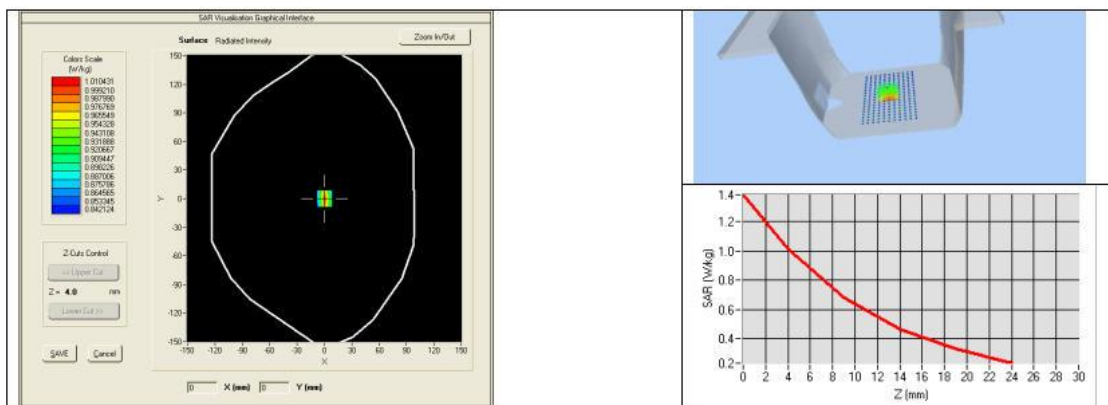 SAR Visualisation Graphical Interface
Surface Radiated Intensity
Zoom In/Out
Colors Scale
(W/kg)
1.010431
0.999210
0.987990
0.976769
0.965549
0.954328
0.943108
0.931888
0.920667
0.909447
0.898226
0.887006
0.875786
0.864565
0.853345
0.842124
150
120
90
60
30
0
-30
-60
-90
-120
-150
Y
-150 -120 -90 -60 -30 0 30 60 90 120 150
X
Z-Cuts Control
<< Upper Cut
Z = 4.0 mm
Lower Cut >>
SAVE Cancel
0 X (mm) 0 Y (mm)
1.4
1.2
1.0
0.8
0.6
0.4
0.2
SAR (W/kg)
0 2 4 6 8 10 12 14 16 18 20 22 24 26 28 30
Z (mm)